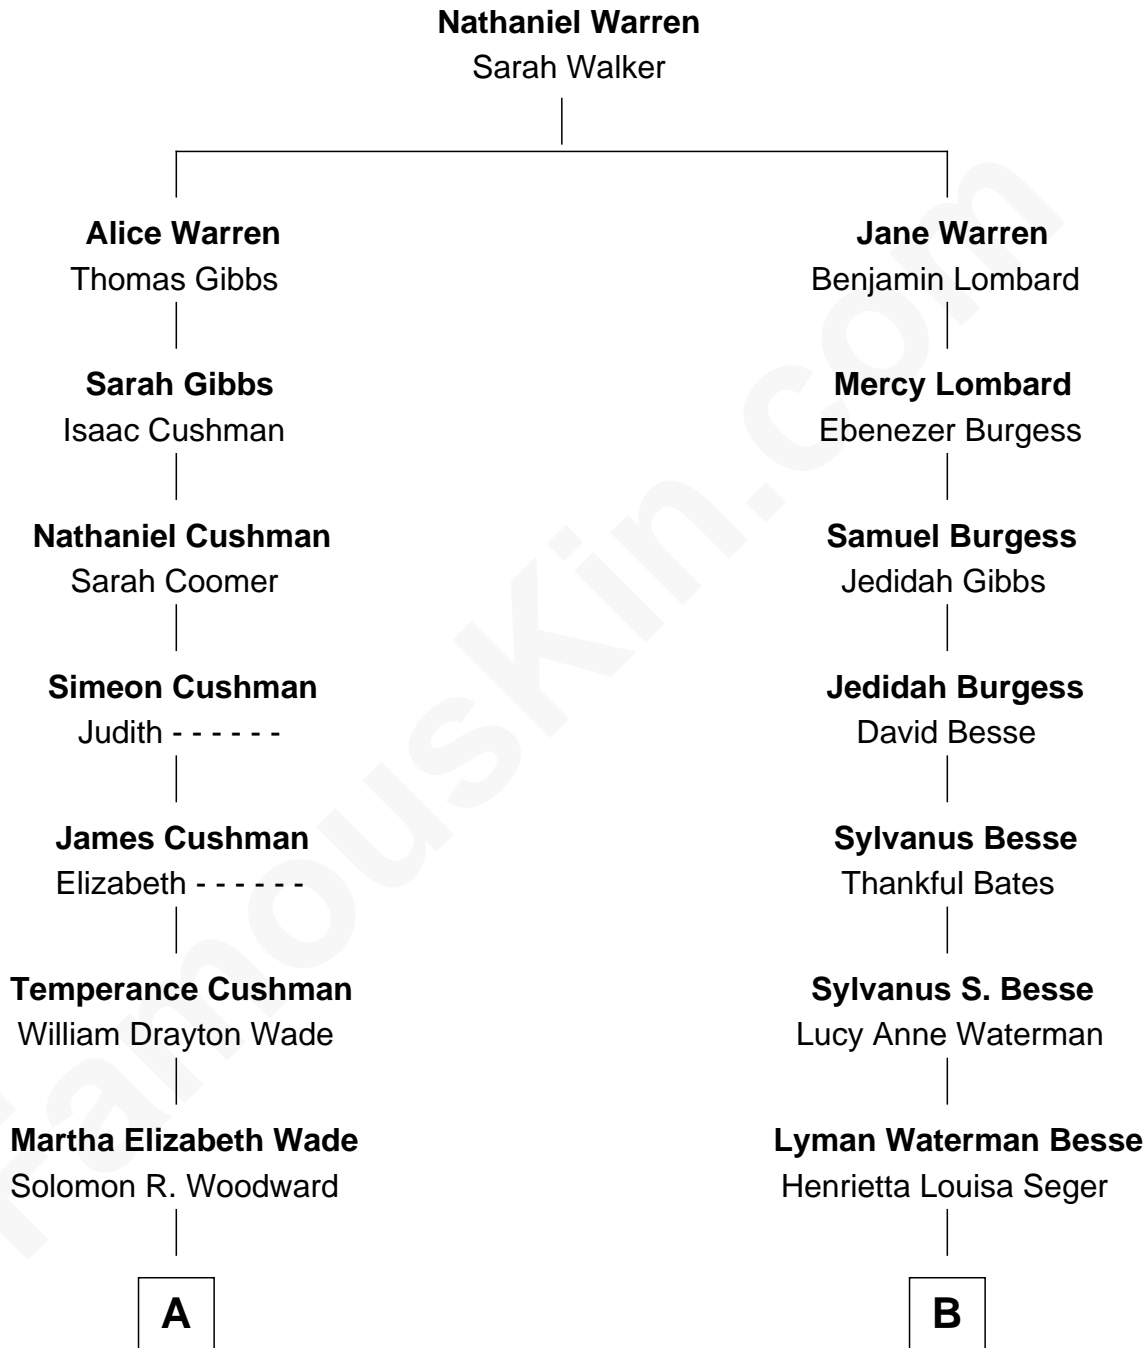 Nathaniel Warren
Sarah Walker
Alice Warren
Thomas Gibbs
Sarah Gibbs
Isaac Cushman
Nathaniel Cushman
Sarah Coomer
Simeon Cushman
Judith - - - - - -
James Cushman
Elizabeth - - - - - -
Temperance Cushman
William Drayton Wade
Martha Elizabeth Wade
Solomon R. Woodward
A
Jane Warren
Benjamin Lombard
Mercy Lombard
Ebenezer Burgess
Samuel Burgess
Jedidah Gibbs
Jedidah Burgess
David Besse
Sylvanus Besse
Thankful Bates
Sylvanus S. Besse
Lucy Anne Waterman
Lyman Waterman Besse
Henrietta Louisa Seger
B
FamousKin.com